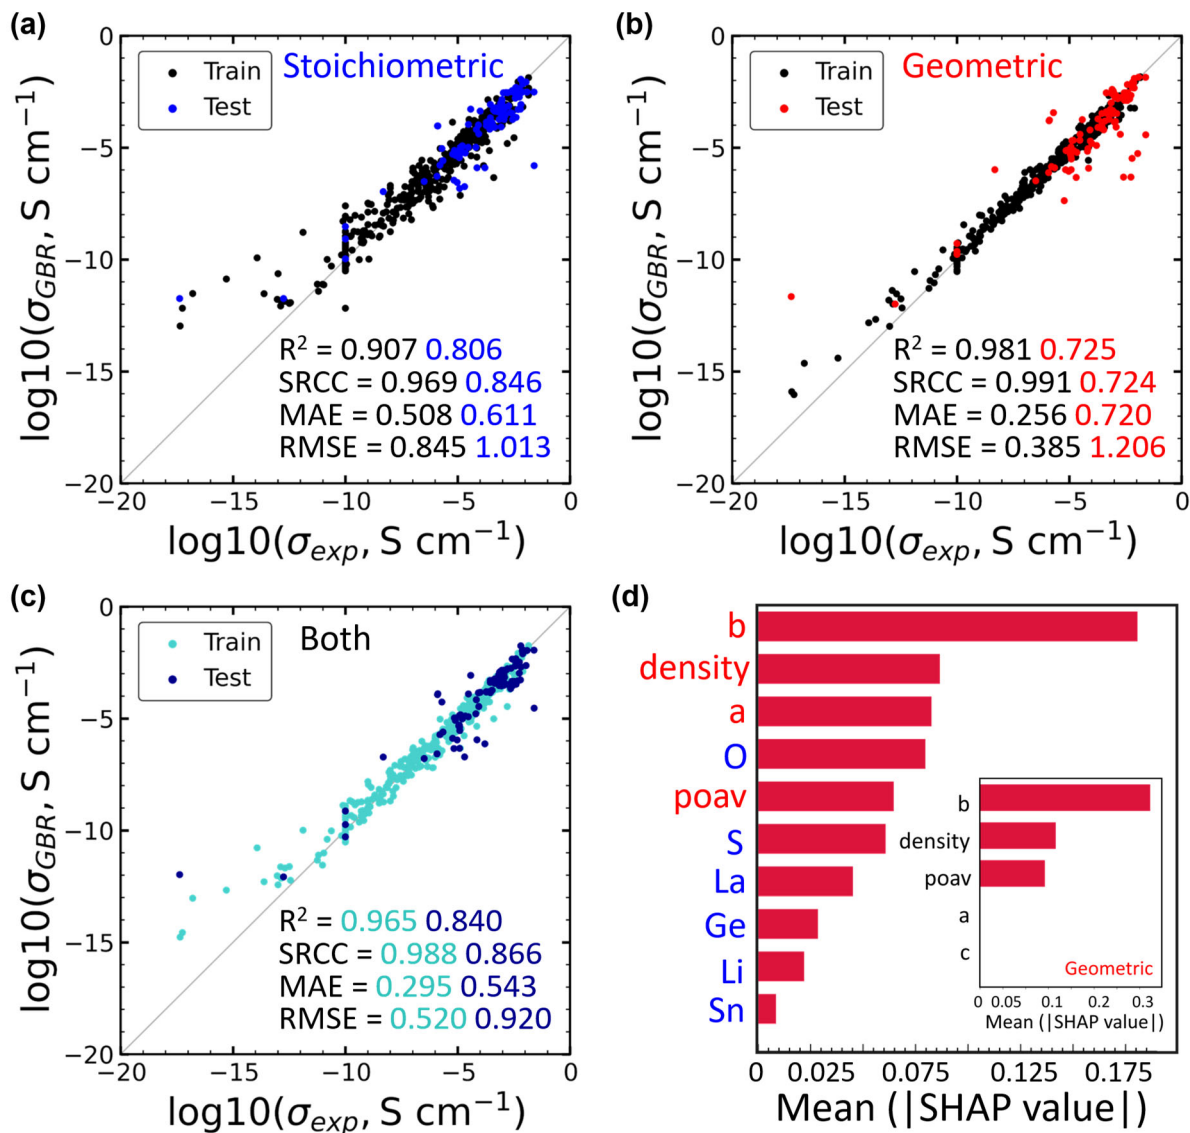 (a)
0
−5
−10
−15
−20
log10(σ_GBR, S cm⁻¹)
Train
Test
Stoichiometric
R² = 0.907 0.806
SRCC = 0.969 0.846
MAE = 0.508 0.611
RMSE = 0.845 1.013
−20 −15 −10 −5 0
log10(σ_exp, S cm⁻¹)
(b)
0
−5
−10
−15
−20
log10(σ_GBR, S cm⁻¹)
Train
Test
Geometric
R² = 0.981 0.725
SRCC = 0.991 0.724
MAE = 0.256 0.720
RMSE = 0.385 1.206
−20 −15 −10 −5 0
log10(σ_exp, S cm⁻¹)
(c)
0
−5
−10
−15
−20
log10(σ_GBR, S cm⁻¹)
Train
Test
Both
R² = 0.965 0.840
SRCC = 0.988 0.866
MAE = 0.295 0.543
RMSE = 0.520 0.920
−20 −15 −10 −5 0
log10(σ_exp, S cm⁻¹)
(d)
b
density
a
O
poav
S
La
Ge
Li
Sn
0 0.025 0.075 0.125 0.175
Mean (|SHAP value|)
b
density
poav
a
c
Geometric
0 0.05 0.1 0.2 0.3
Mean (|SHAP value|)